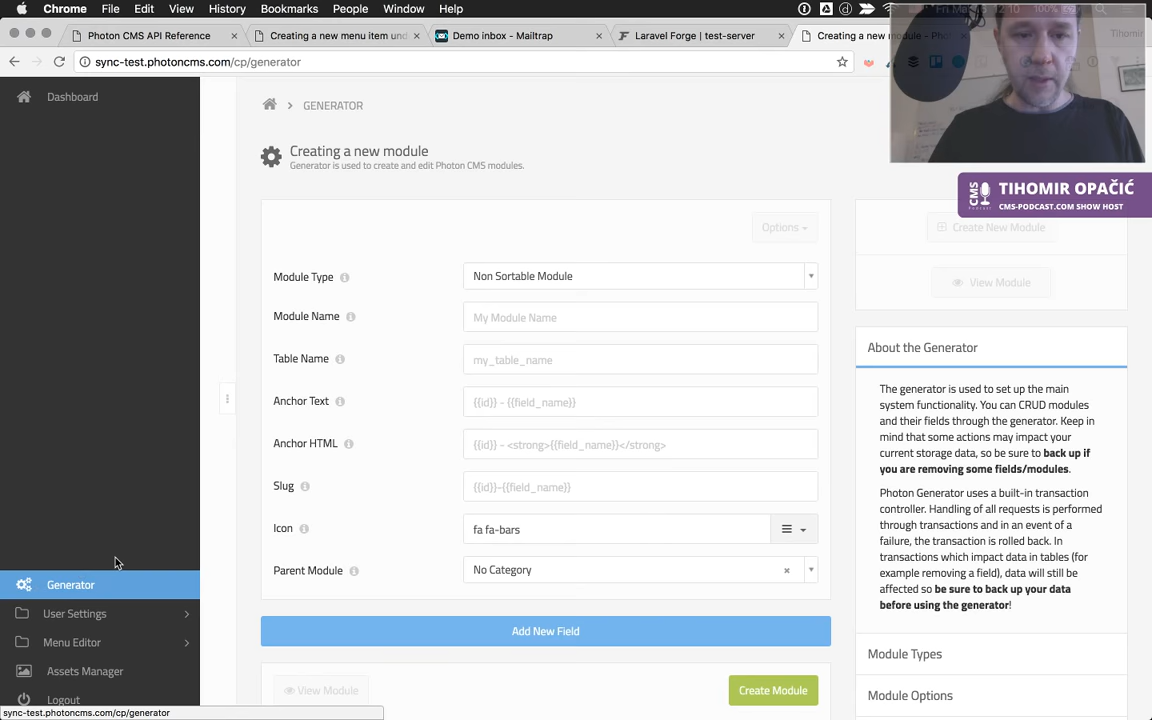 Chrome File Edit View History Bookmarks People Window Help
Photon CMS API Reference
Creating a new menu item und
Demo inbox - Mailtrap
Laravel Forge | test-server
Creating a new module - Pho
Tihomir
sync-test.photoncms.com/cp/generator
Dashboard
GENERATOR
Creating a new module
Generator is used to create and edit Photon CMS modules.
TIHOMIR OPAČIĆ
CMS-PODCAST.COM SHOW HOST
CMS
PODCAST
Options
Create New Module
View Module
Module Type
Non Sortable Module
Module Name
My Module Name
Table Name
my_table_name
Anchor Text
{{id}} - {{field_name}}
Anchor HTML
{{id}} - <strong>{{field_name}}</strong>
Slug
{{id}}-{{field_name}}
Icon
fa fa-bars
Parent Module
No Category
Add New Field
View Module
Create Module
About the Generator
The generator is used to set up the main
system functionality. You can CRUD modules
and their fields through the generator. Keep in
mind that some actions may impact your
current storage data, so be sure to back up if
you are removing some fields/modules.
Photon Generator uses a built-in transaction
controller. Handling of all requests is performed
through transactions and in an event of a
failure, the transaction is rolled back. In
transactions which impact data in tables (for
example removing a field), data will still be
affected so be sure to back up your data
before using the generator!
Module Types
Module Options
Generator
User Settings
Menu Editor
Assets Manager
Logout
sync-test.photoncms.com/cp/generator